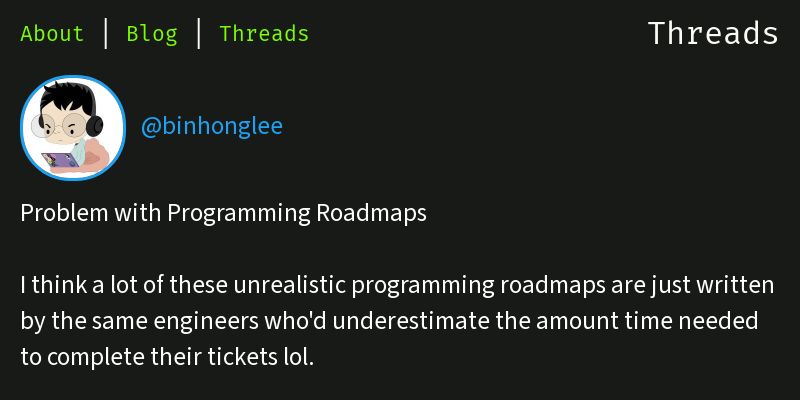 About | Blog | Threads
Threads
@binhonglee
Problem with Programming Roadmaps
I think a lot of these unrealistic programming roadmaps are just written
by the same engineers who'd underestimate the amount time needed
to complete their tickets lol.